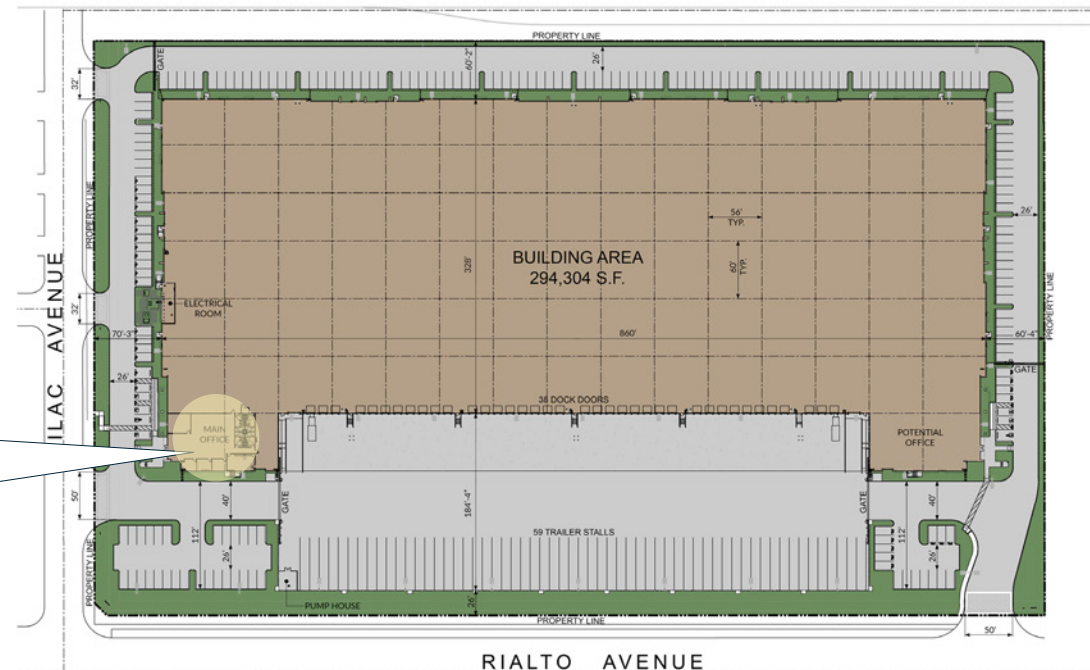 PROPERTY LINE
GATE
60'-2"
26'
32'
PROPERTY LINE
56'
TYP.
26'
BUILDING AREA
294,304 S.F.
328'
60'
TYP.
ELECTRICAL
ROOM
32'
70'-3"
860'
60'-4"
PROPERTY LINE
ILAC AVENUE
26'
GATE
38 DOCK DOORS
MAIN
OFFICE
POTENTIAL
OFFICE
50'
112'
40'
GATE
184'-4"
GATE
112'
40'
59 TRAILER STALLS
26'
26'
PROPERTY LINE
PUMP HOUSE
26'
PROPERTY LINE
50'
RIALTO AVENUE